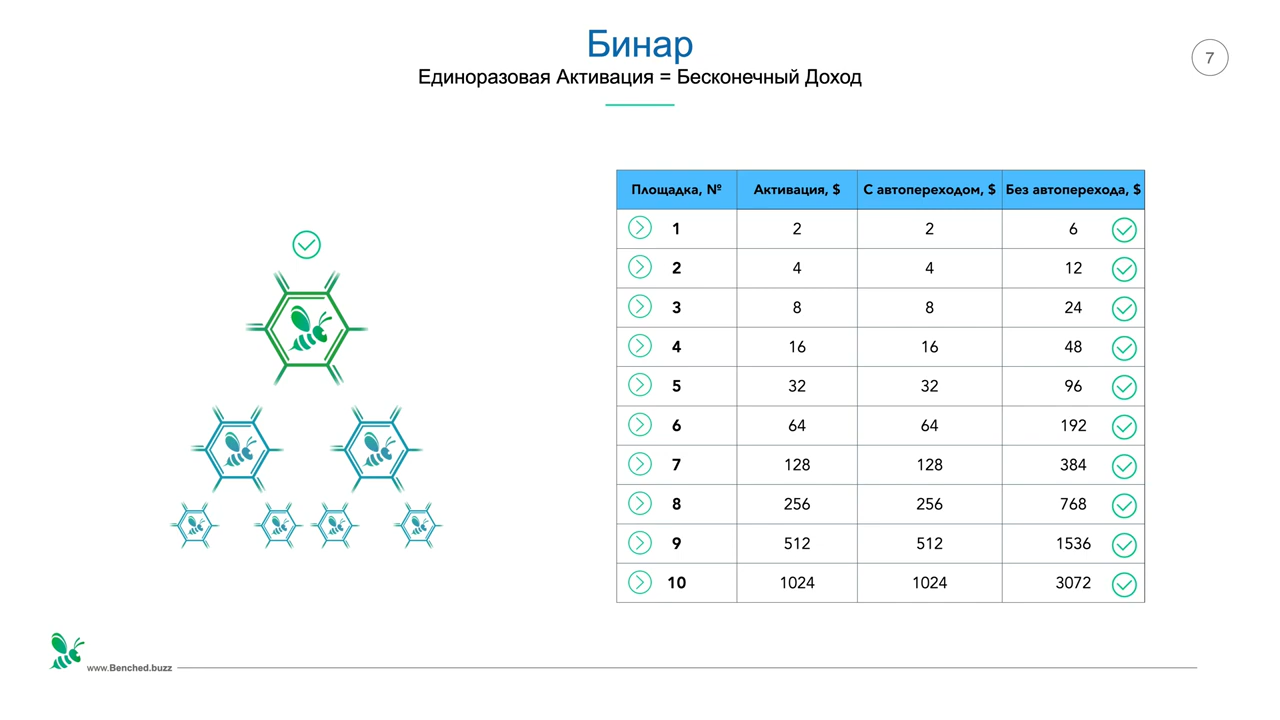 Бинар
Единоразовая Активация = Бесконечный Доход
7
Площадка, № Активация, $ С автопереходом, $ Без автоперехода, $
1 2 2 6
2 4 4 12
3 8 8 24
4 16 16 48
5 32 32 96
6 64 64 192
7 128 128 384
8 256 256 768
9 512 512 1536
10 1024 1024 3072
www.Benched.buzz